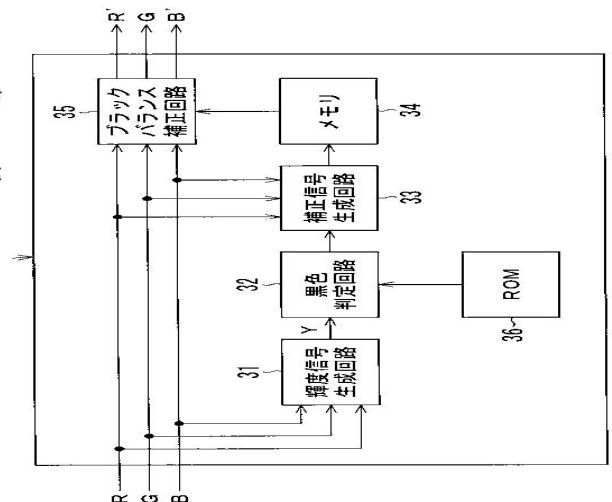 R
G
B
31
輝度信号
生成回路
Y
32
黒色
判定回路
36
ROM
33
補正信号
生成回路
34
メモリ
35
ブラック
バランス
補正回路
R'
G
B'